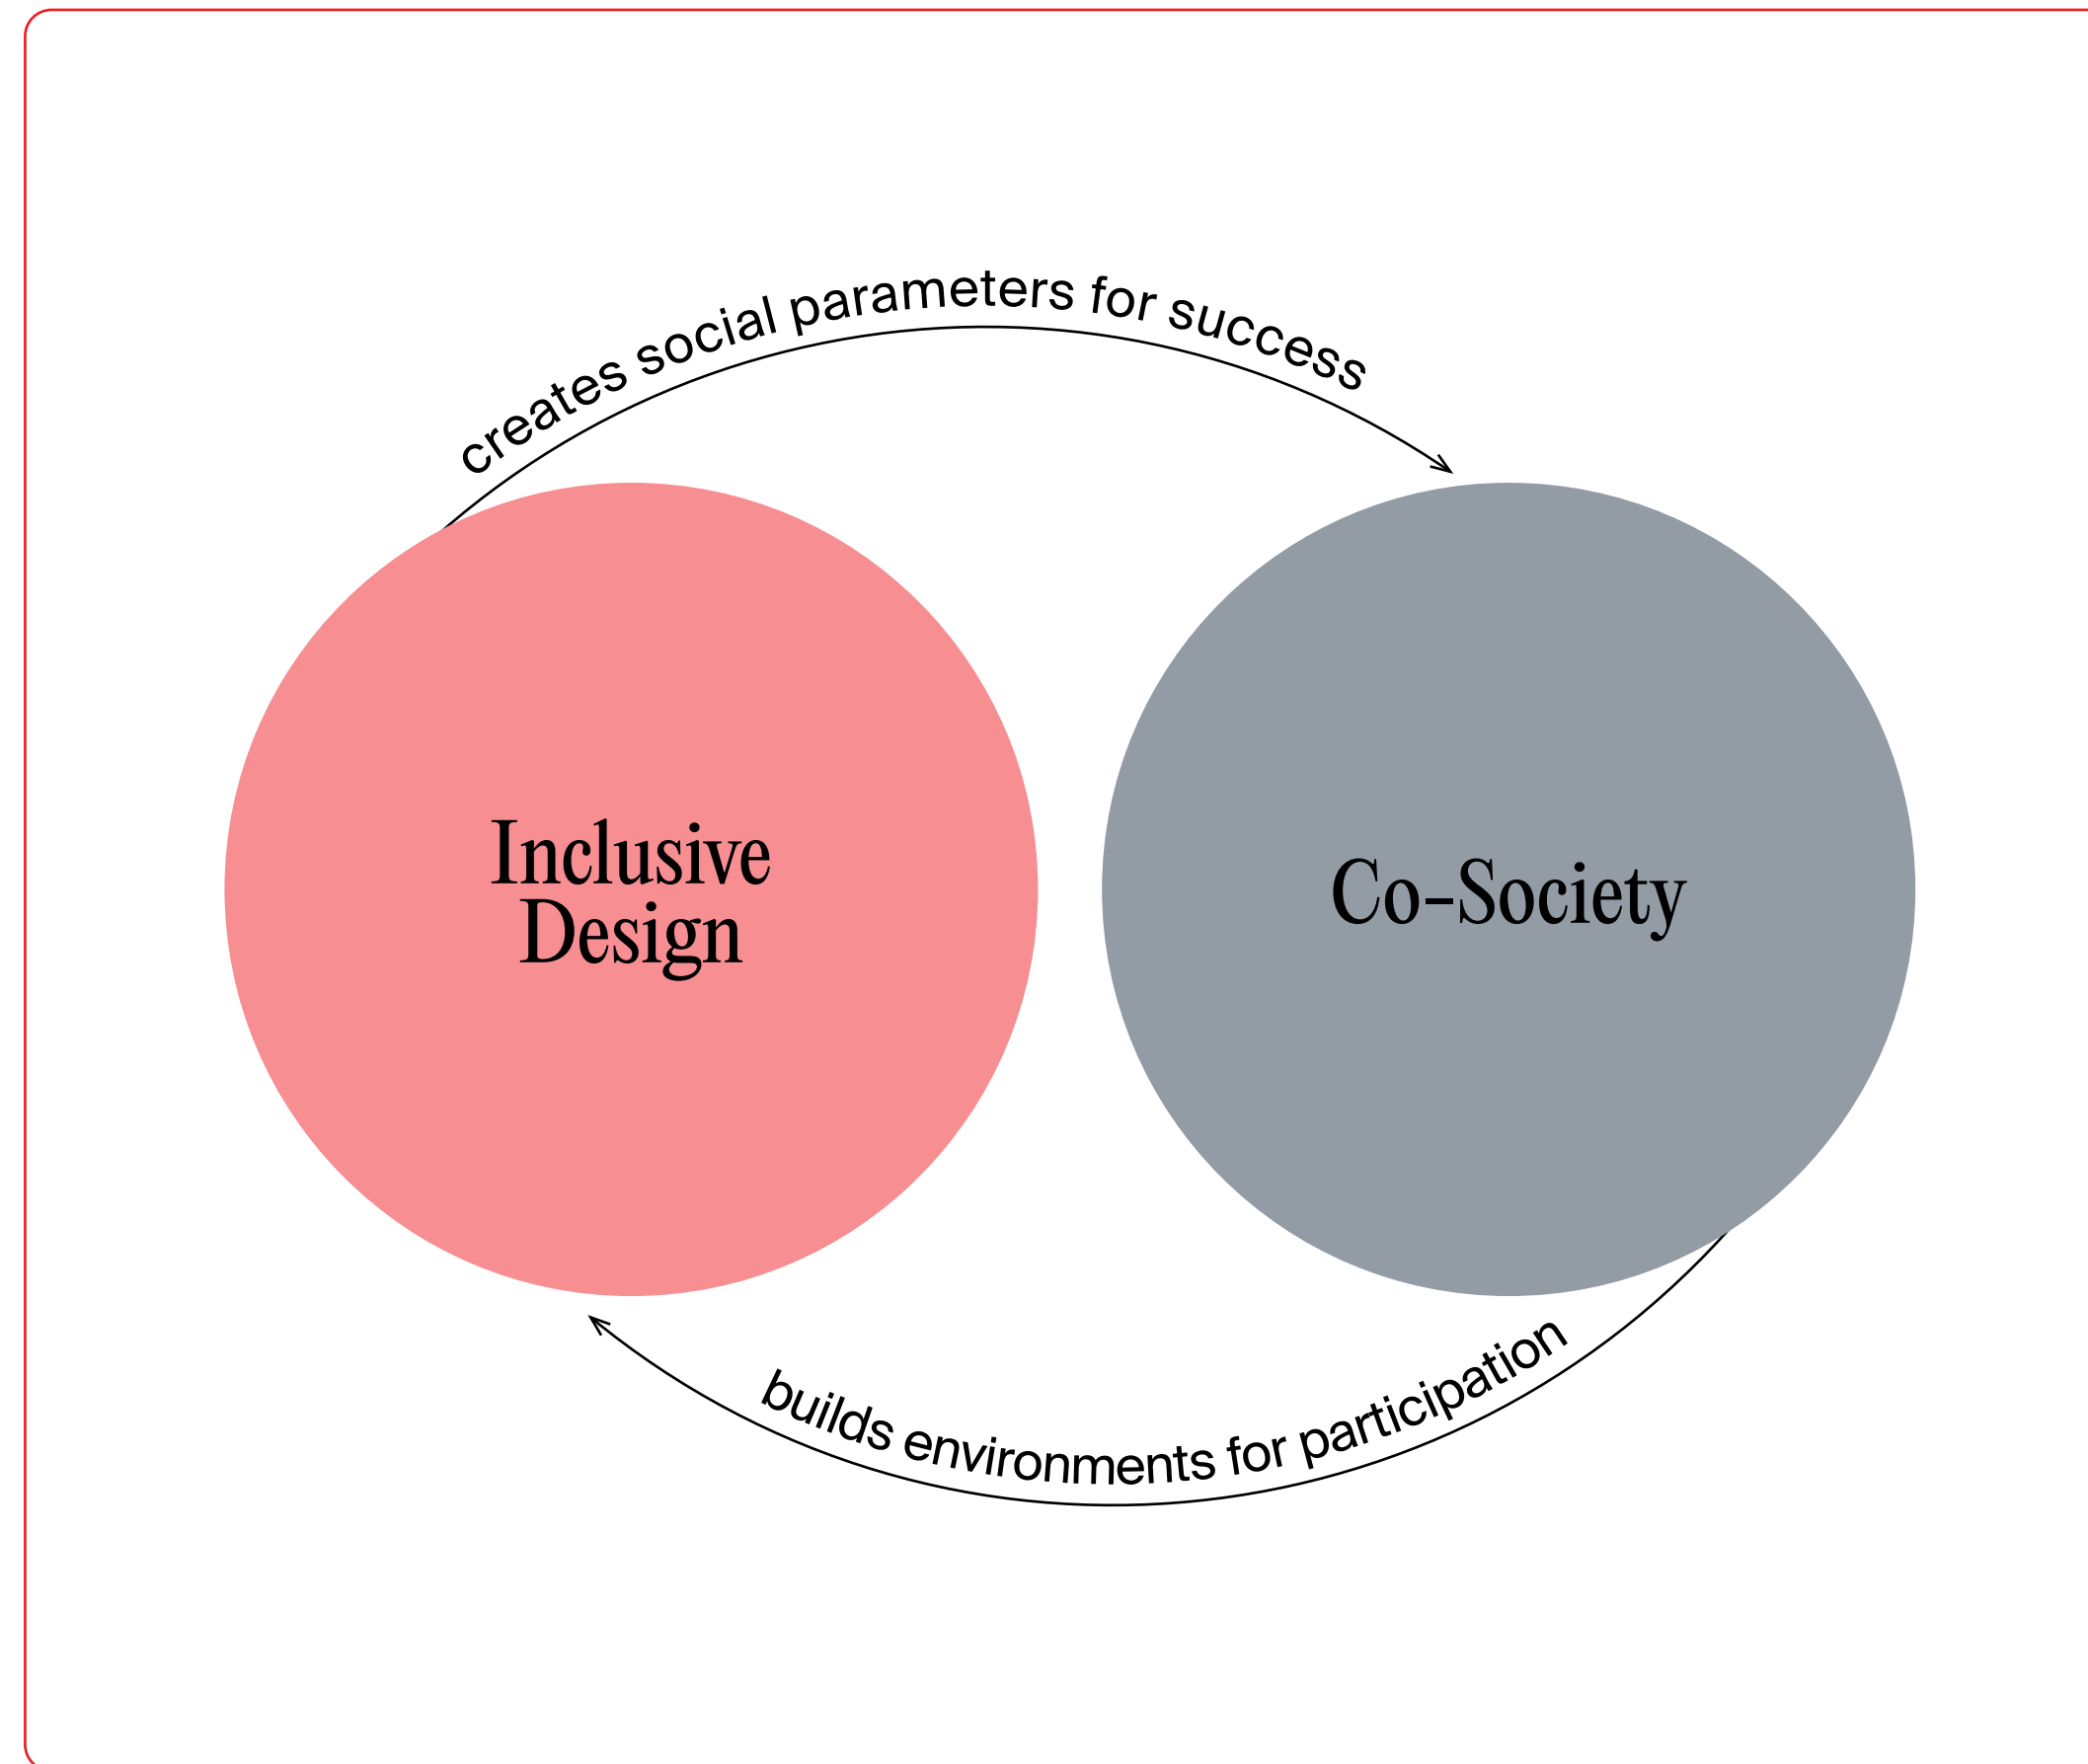 creates social parameters for success
Inclusive
Design
Co-Society
builds environments for participation